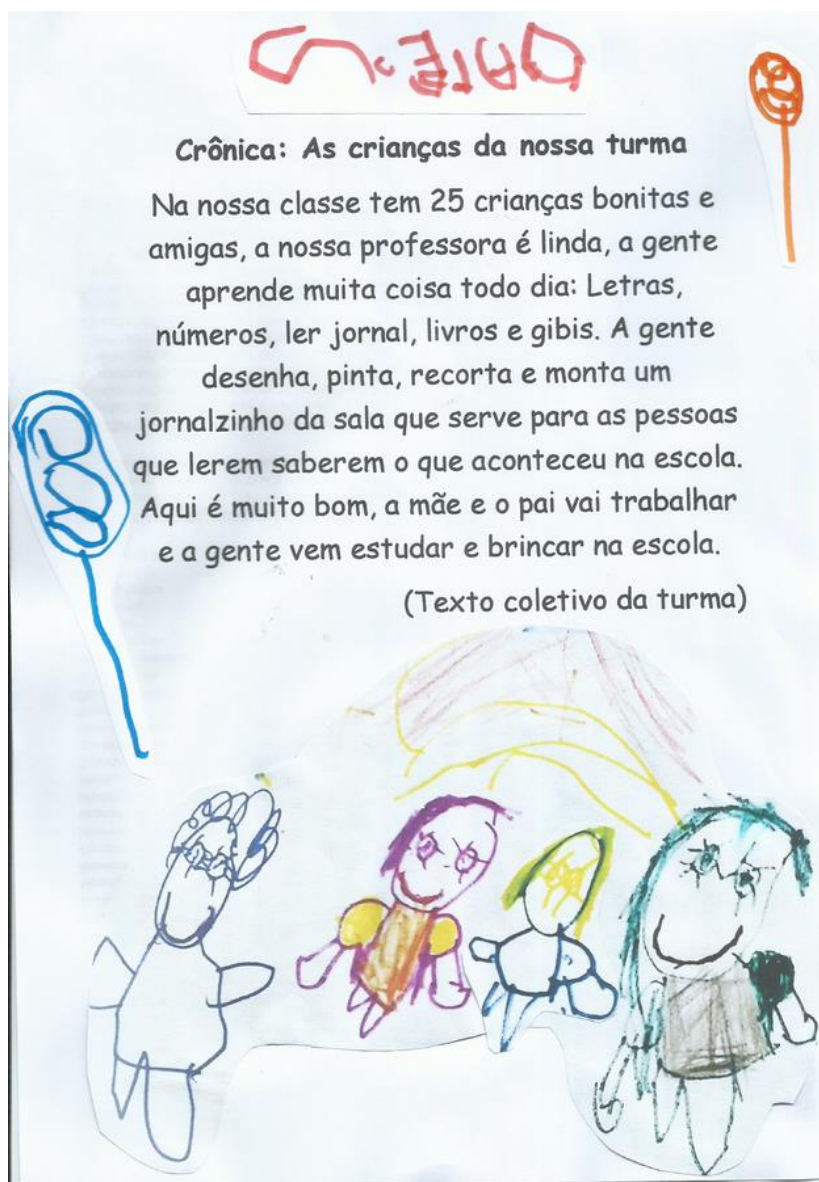 Crônica: As crianças da nossa turma
Na nossa classe tem 25 crianças bonitas e
amigas, a nossa professora é linda, a gente
aprende muita coisa todo dia: Letras,
números, ler jornal, livros e gibis. A gente
desenha, pinta, recorta e monta um
jornalzinho da sala que serve para as pessoas
que lerem saberem o que aconteceu na escola.
Aqui é muito bom, a mãe e o pai vai trabalhar
e a gente vem estudar e brincar na escola.
(Texto coletivo da turma)